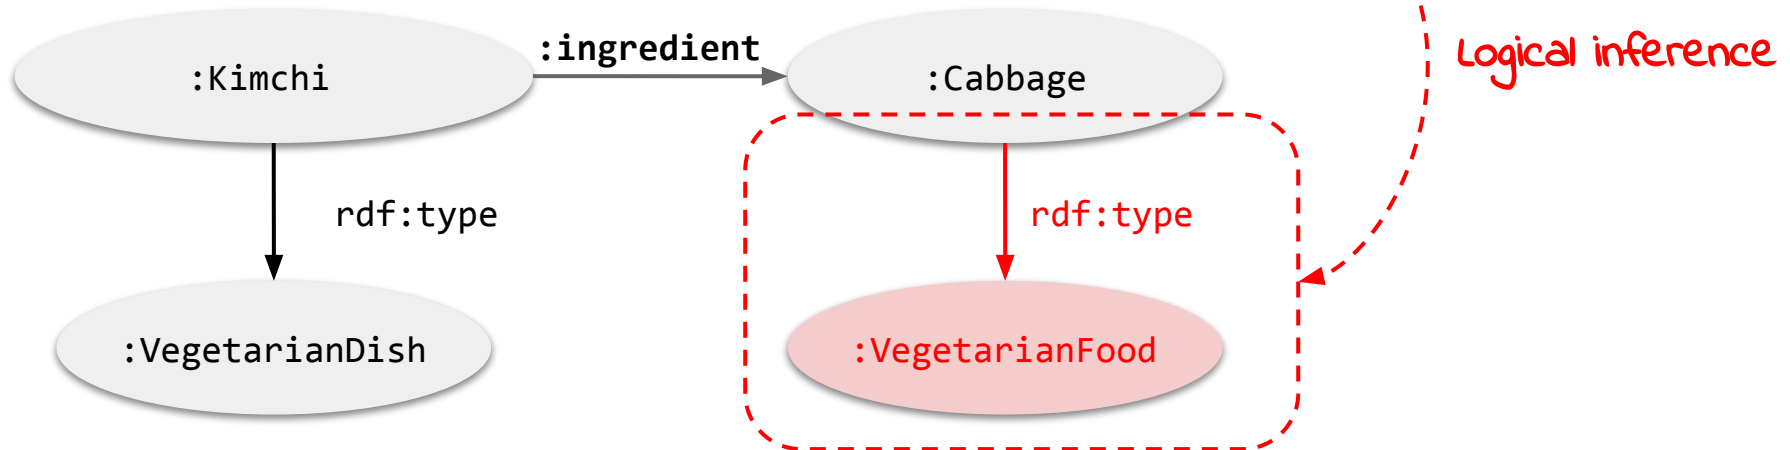 :ingredient
Logical inference
:Kimchi
:Cabbage
rdf:type
rdf:type
:VegetarianDish
:VegetarianFood